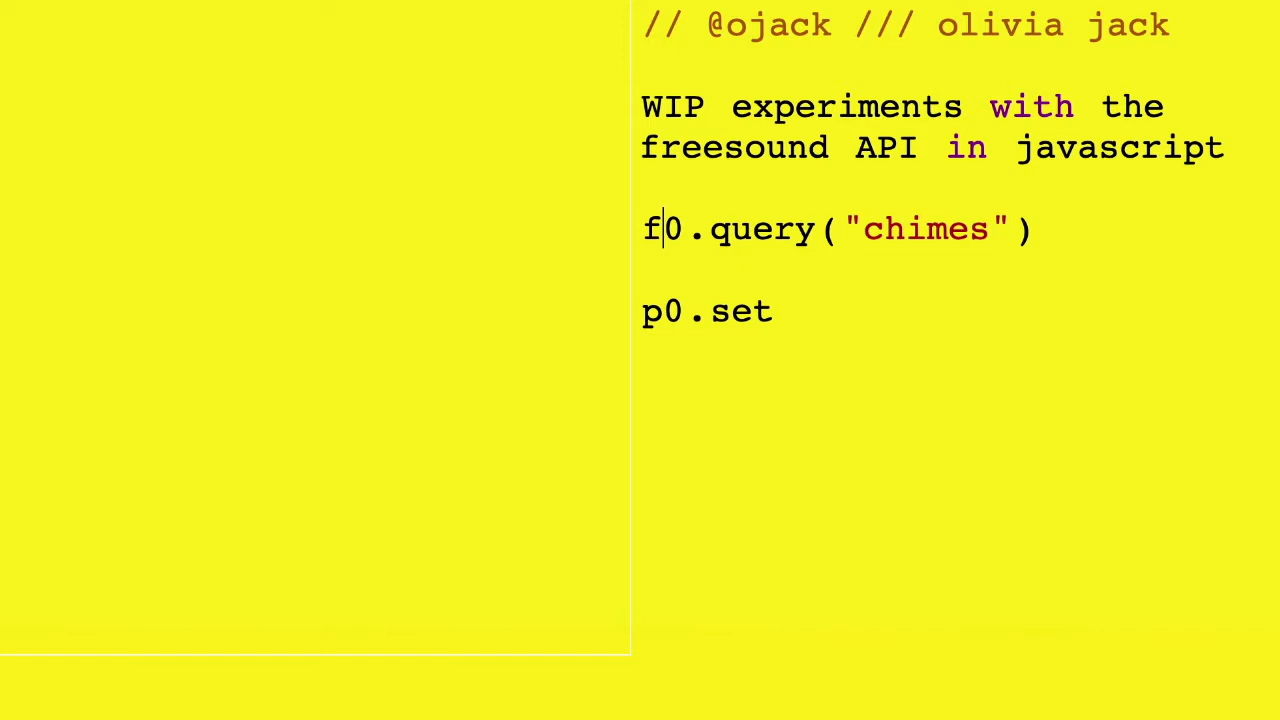 // @ojack /// olivia jack
WIP experiments with the
freesound API in javascript
f0.query("chimes")
p0.set